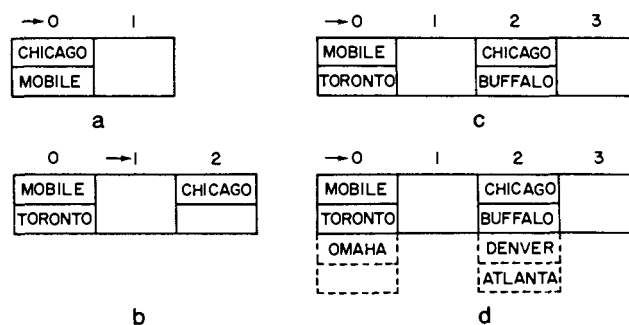 →0 1
CHICAGO
MOBILE
a
→0 1 2 3
MOBILE CHICAGO
TORONTO BUFFALO
c
0 →1 2
MOBILE CHICAGO
TORONTO
b
→0 1 2 3
MOBILE CHICAGO
TORONTO BUFFALO
OMAHA DENVER
ATLANTA
d